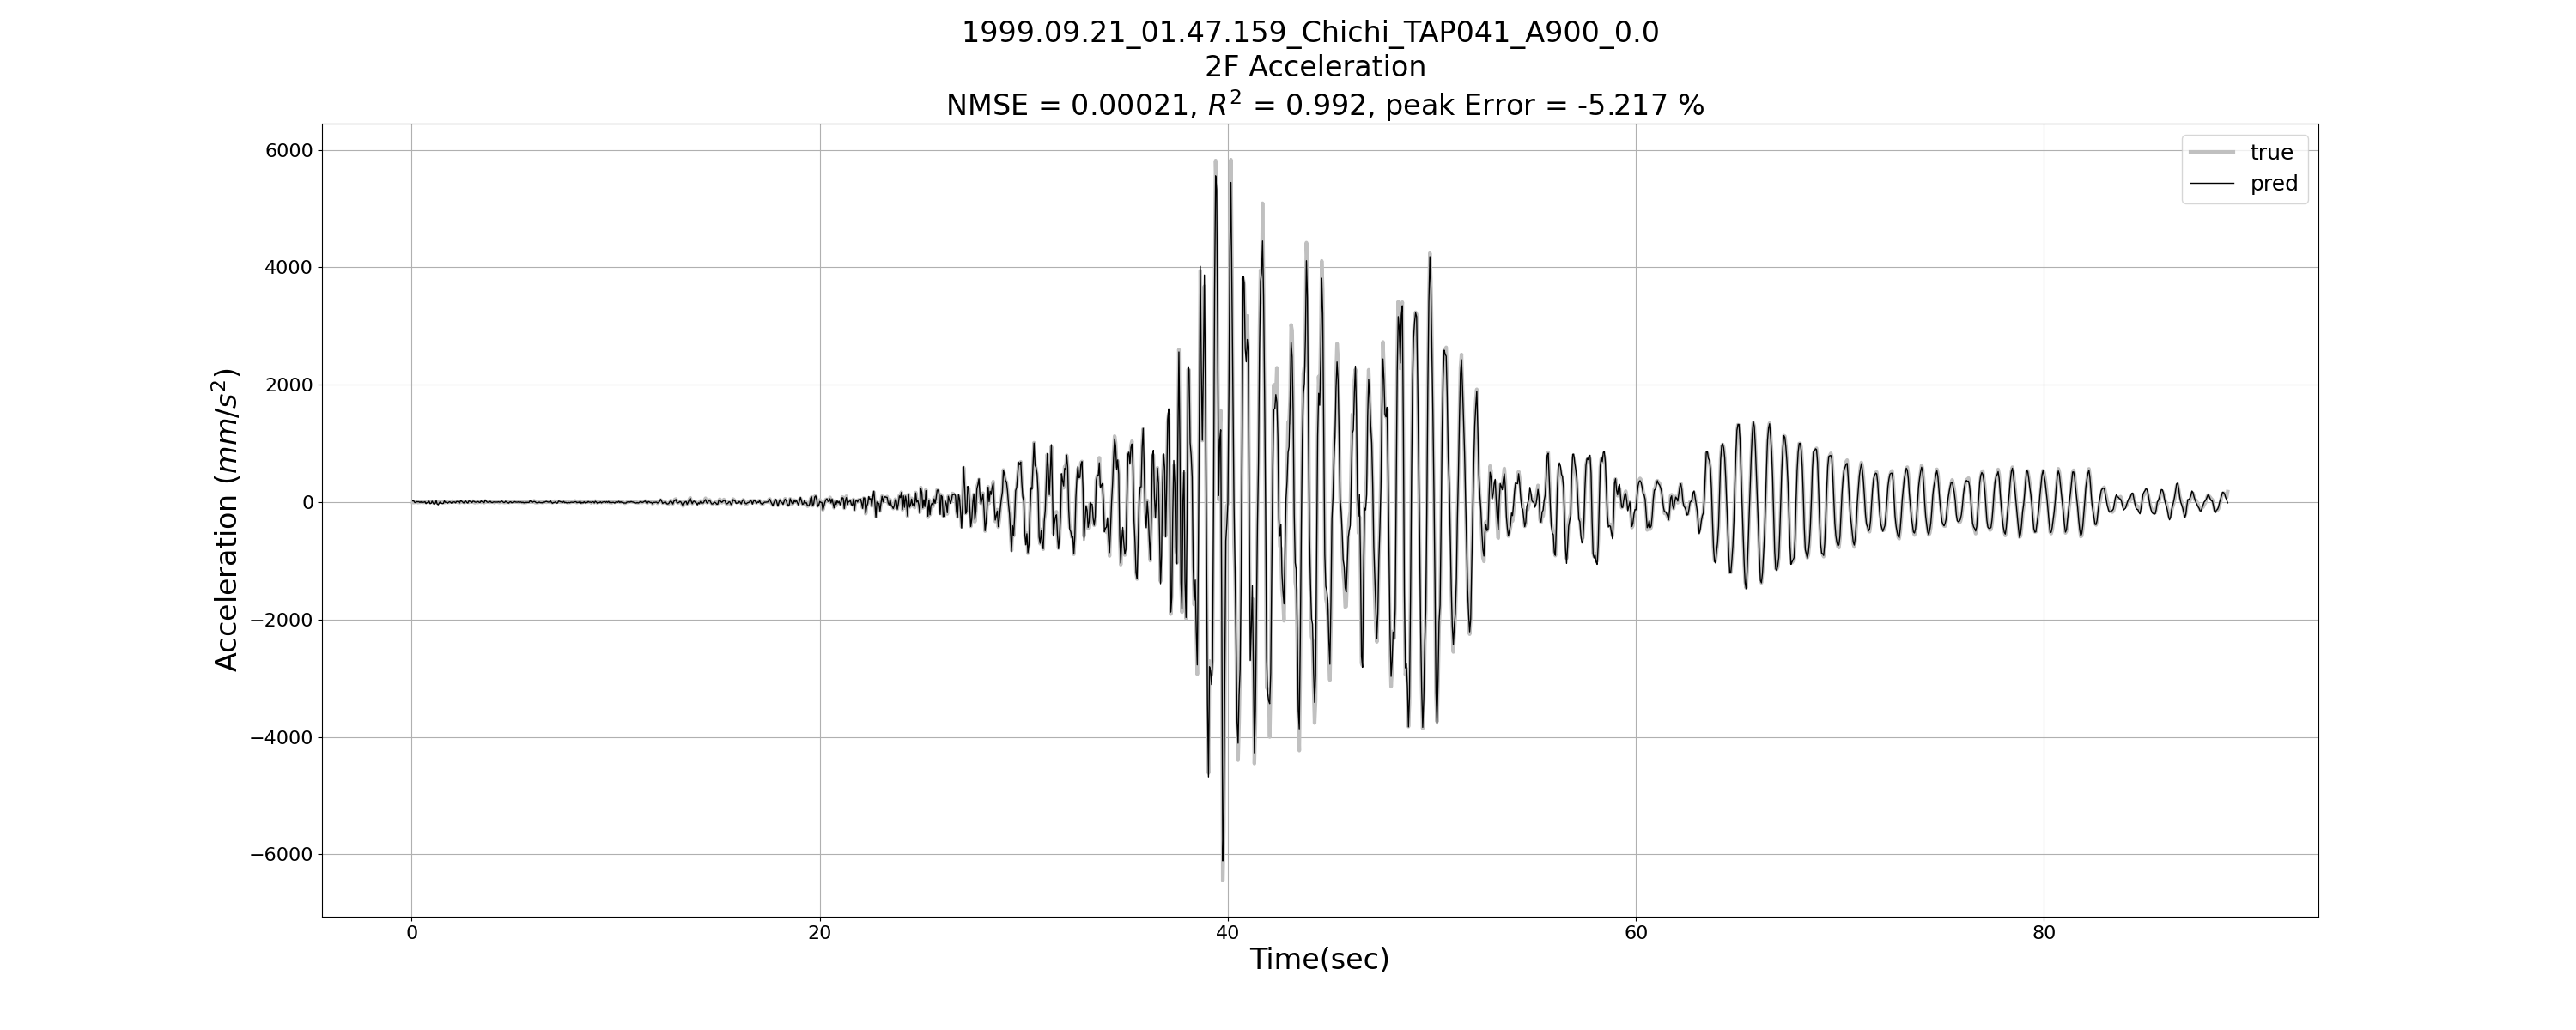 1999.09.21_01.47.159_Chichi_TAP041_A900_0.0
2F Acceleration
NMSE = 0.00021, R² = 0.992, peak Error = -5.217 %
true
pred
6000
4000
2000
0
−2000
−4000
−6000
Acceleration (mm/s²)
0 20 40 60 80
Time(sec)